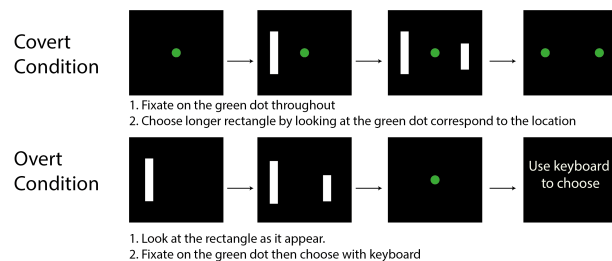 Covert
Condition
1. Fixate on the green dot throughout
2. Choose longer rectangle by looking at the green dot correspond to the location
Overt
Condition
Use keyboard
to choose
1. Look at the rectangle as it appear.
2. Fixate on the green dot then choose with keyboard